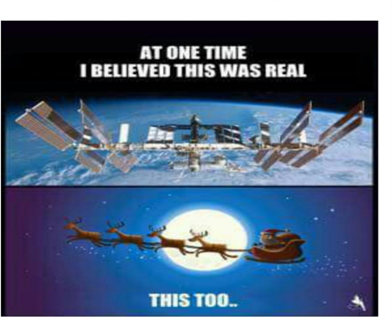 AT ONE TIME
I BELIEVED THIS WAS REAL
THIS TOO..